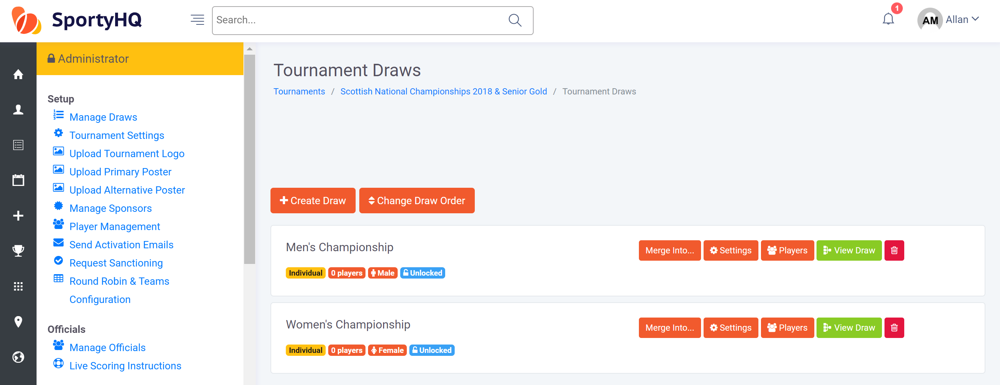 SportyHQ
Search...
1
AM Allan
Administrator
Setup
Manage Draws
Tournament Settings
Upload Tournament Logo
Upload Primary Poster
Upload Alternative Poster
Manage Sponsors
Player Management
Send Activation Emails
Request Sanctioning
Round Robin & Teams
Configuration
Officials
Manage Officials
Live Scoring Instructions
Tournament Draws
Tournaments / Scottish National Championships 2018 & Senior Gold / Tournament Draws
Create Draw Change Draw Order
Men's Championship
Merge Into... Settings Players View Draw
Individual 0 players Male Unlocked
Women's Championship
Merge Into... Settings Players View Draw
Individual 0 players Female Unlocked